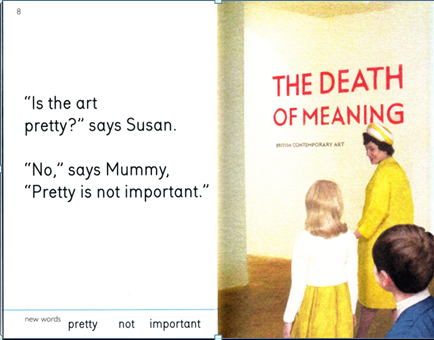 8
“Is the art
pretty?” says Susan.
“No,” says Mummy,
“Pretty is not important.”
new words pretty not important
THE DEATH
OF MEANING
BRITISH CONTEMPORARY ART